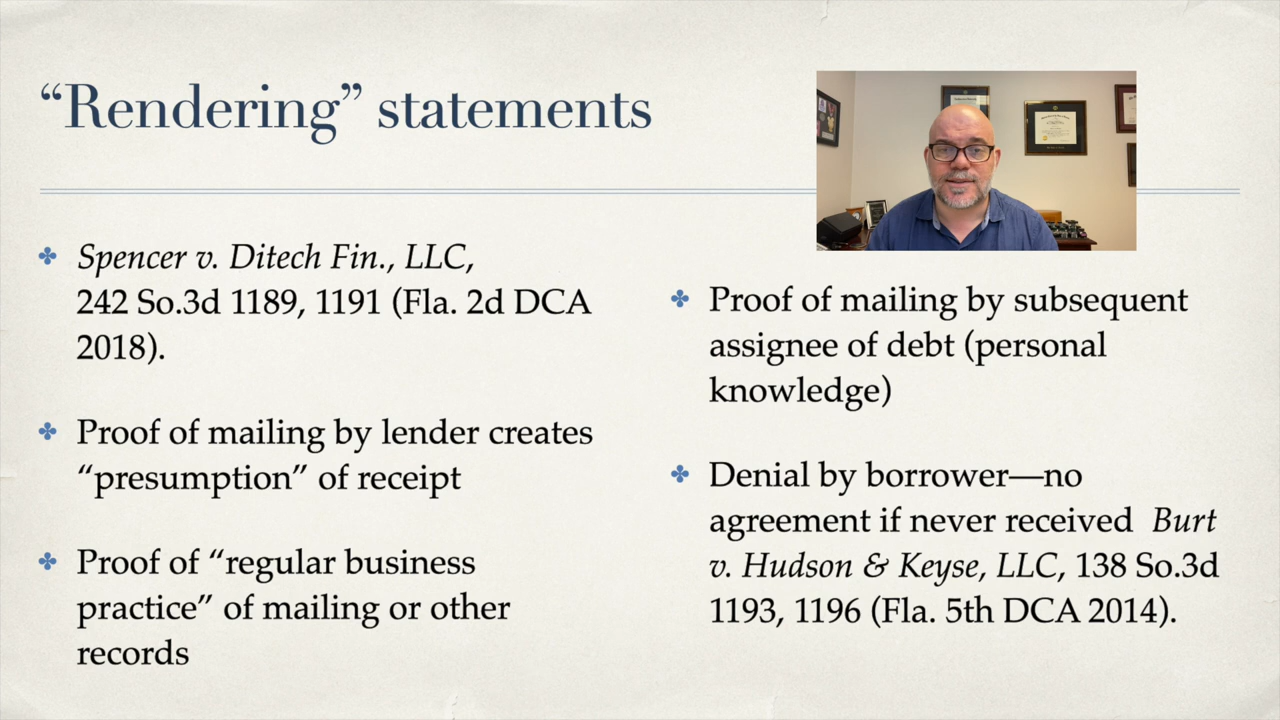 “Rendering” statements
Spencer v. Ditech Fin., LLC,
242 So.3d 1189, 1191 (Fla. 2d DCA
2018).
Proof of mailing by lender creates
“presumption” of receipt
Proof of “regular business
practice” of mailing or other
records
Proof of mailing by subsequent
assignee of debt (personal
knowledge)
Denial by borrower—no
agreement if never received Burt
v. Hudson & Keyse, LLC, 138 So.3d
1193, 1196 (Fla. 5th DCA 2014).